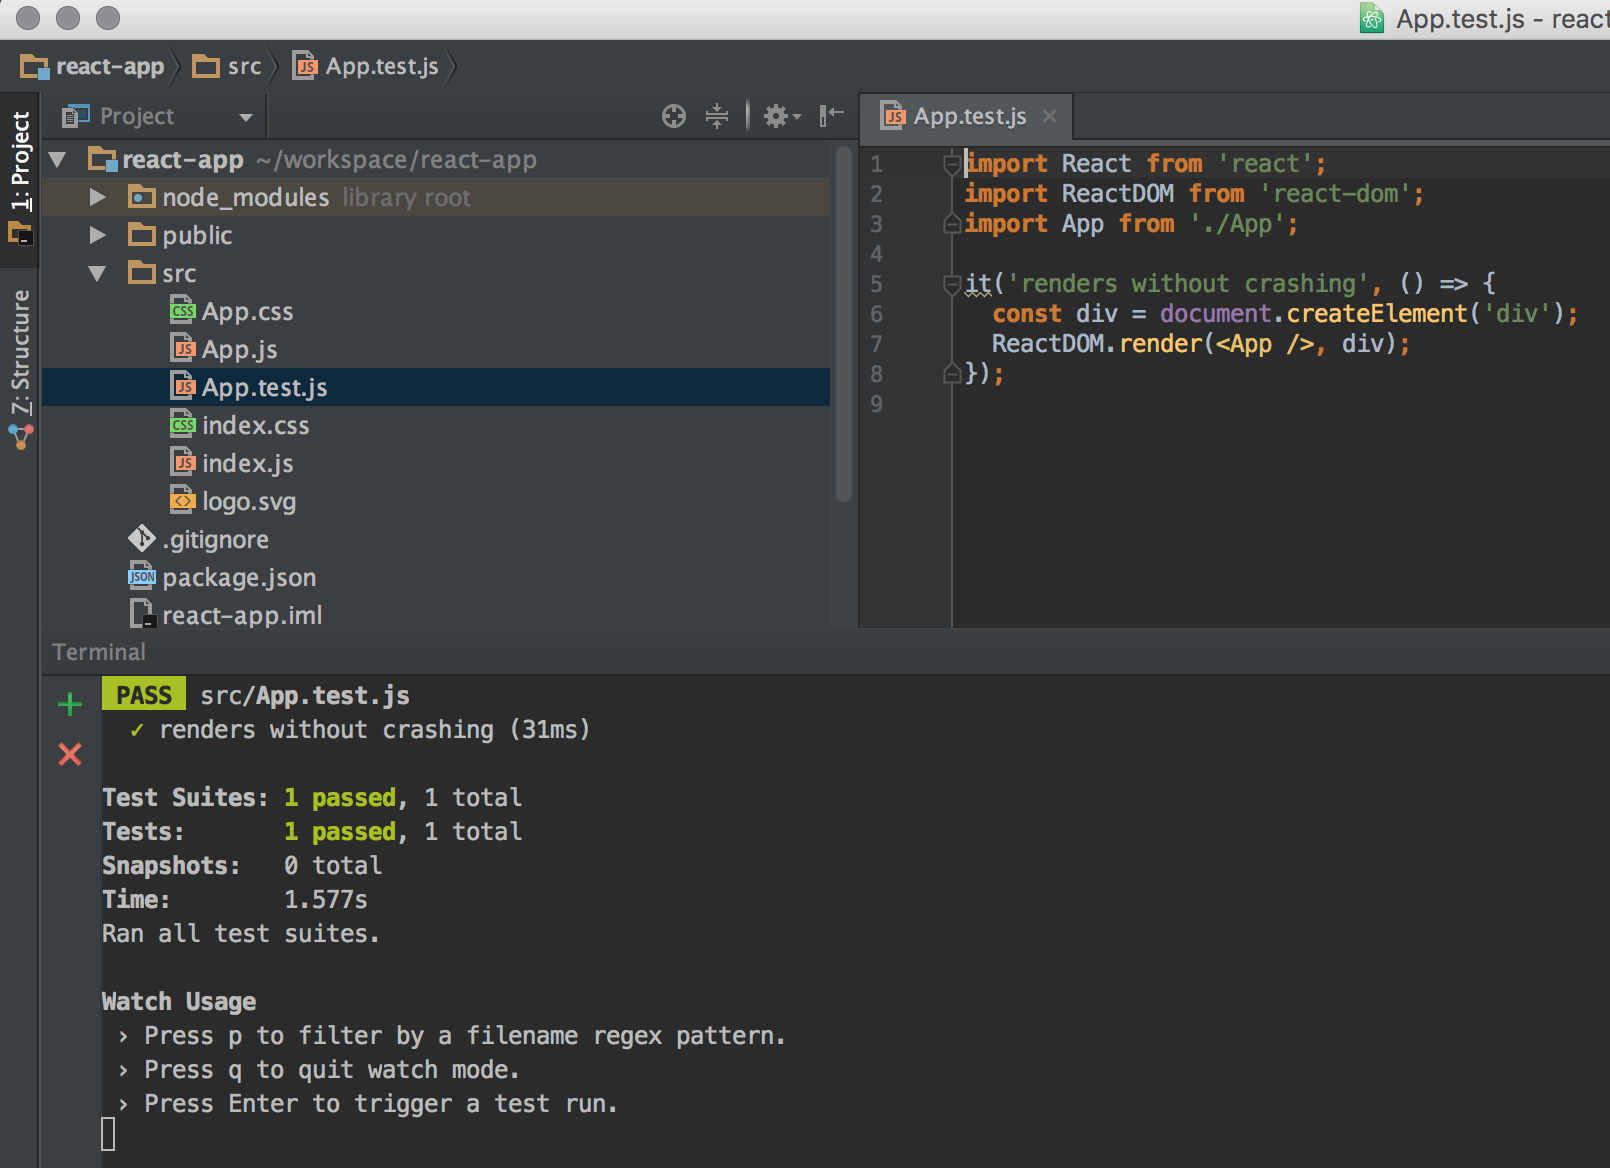 App.test.js - react
react-app
src
App.test.js
1: Project
7: Structure
Project
react-app ~/workspace/react-app
node_modules library root
public
src
App.css
App.js
App.test.js
index.css
index.js
logo.svg
.gitignore
package.json
react-app.iml
App.test.js
1 import React from 'react';
2 import ReactDOM from 'react-dom';
3 import App from './App';
4
5 it('renders without crashing', () => {
6 const div = document.createElement('div');
7 ReactDOM.render(<App />, div);
8 });
9
Terminal
PASS src/App.test.js
✓ renders without crashing (31ms)
Test Suites: 1 passed, 1 total
Tests: 1 passed, 1 total
Snapshots: 0 total
Time: 1.577s
Ran all test suites.
Watch Usage
› Press p to filter by a filename regex pattern.
› Press q to quit watch mode.
› Press Enter to trigger a test run.